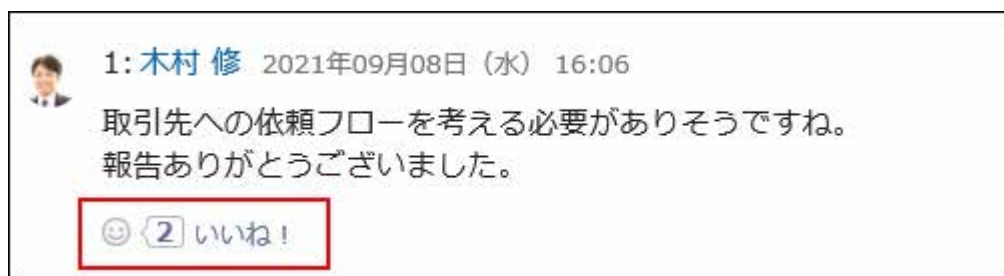 1: 木村 修 2021年09月08日（水） 16:06
取引先への依頼フローを考える必要がありそうですね。
報告ありがとうございました。
2 いいね！